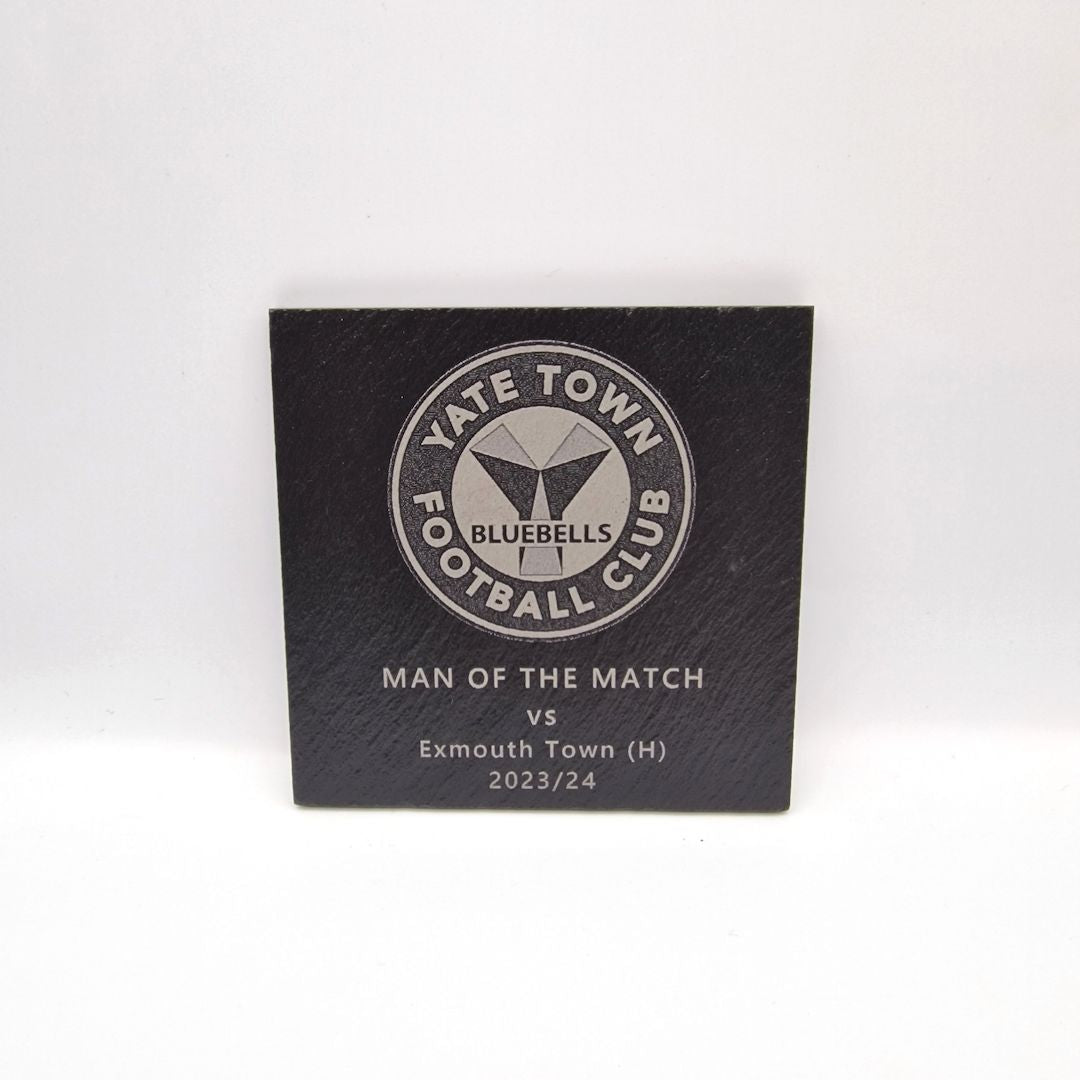 YATE TOWN
BLUEBELLS
FOOTBALL CLUB
MAN OF THE MATCH
vs
Exmouth Town (H)
2023/24